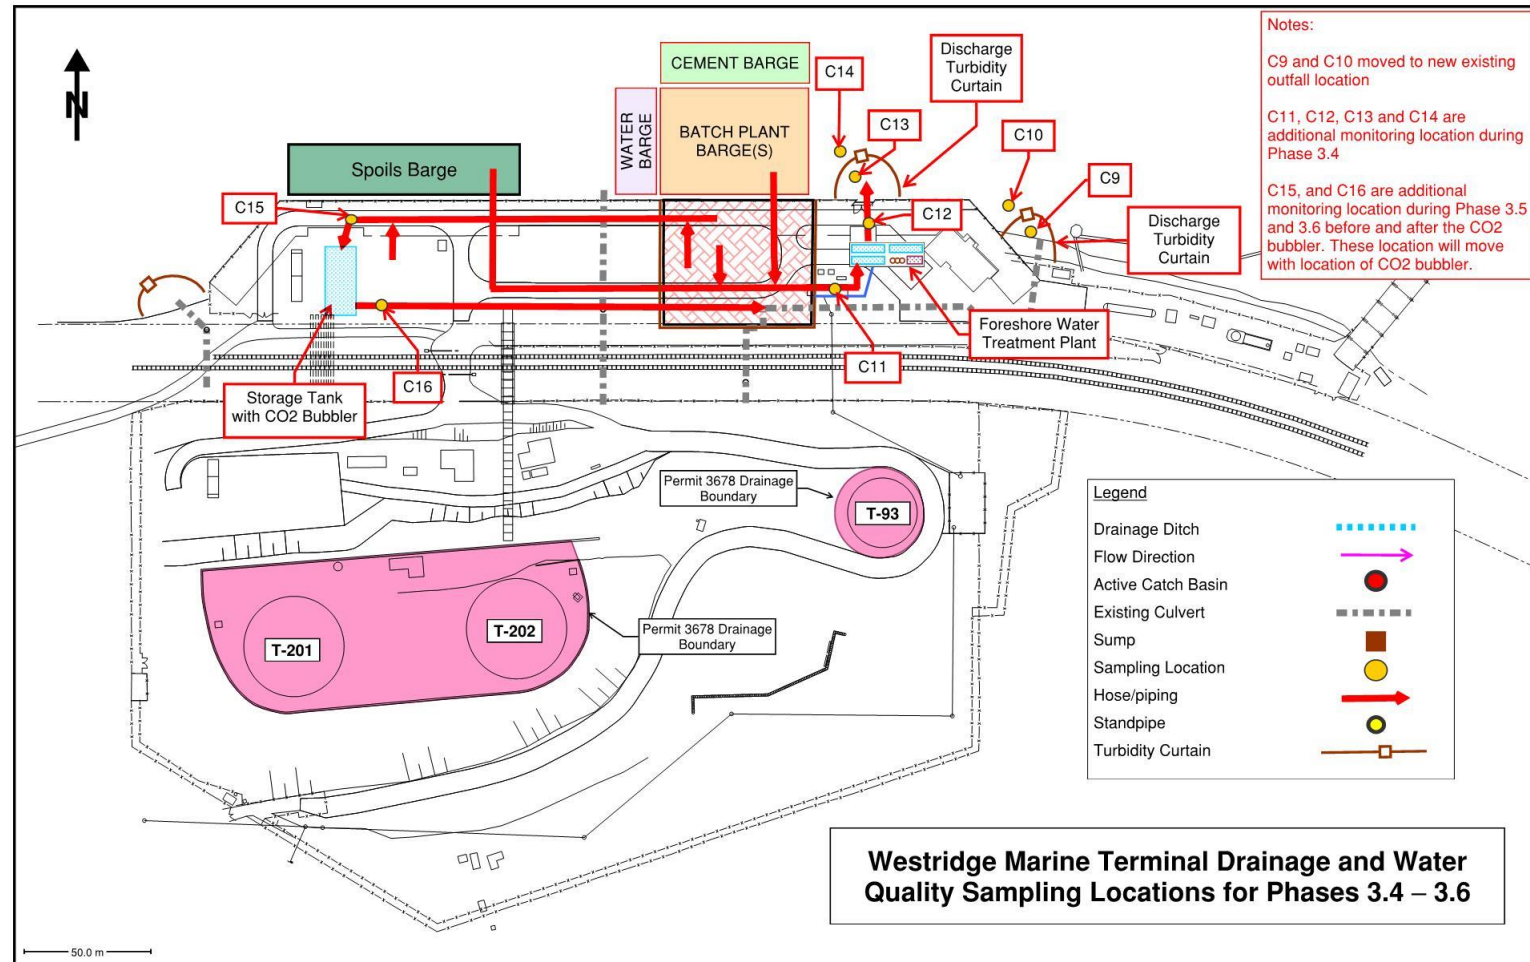 Notes:
C9 and C10 moved to new existing
outfall location
C11, C12, C13 and C14 are
additional monitoring location during
Phase 3.4
C15, and C16 are additional
monitoring location during Phase 3.5
and 3.6 before and after the CO2
bubbler. These location will move
with location of CO2 bubbler.
N
CEMENT BARGE
WATER
BARGE
BATCH PLANT
BARGE(S)
Spoils Barge
C14
C13
Discharge
Turbidity
Curtain
C10
C9
C15
C12
Discharge
Turbidity
Curtain
Foreshore Water
Treatment Plant
C11
C16
Storage Tank
with CO2 Bubbler
Permit 3678 Drainage
Boundary
T-93
T-202
T-201
Permit 3678 Drainage
Boundary
Legend
Drainage Ditch
Flow Direction
Active Catch Basin
Existing Culvert
Sump
Sampling Location
Hose/piping
Standpipe
Turbidity Curtain
Westridge Marine Terminal Drainage and Water
Quality Sampling Locations for Phases 3.4 – 3.6
50.0 m